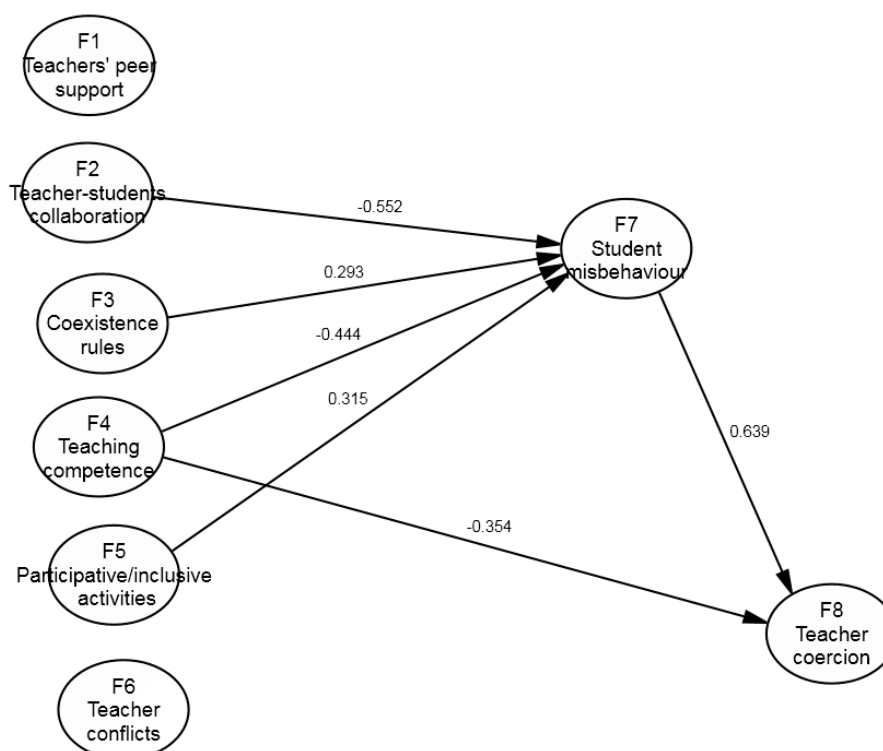 F1
Teachers' peer
support
F2
Teacher-students
collaboration
-0.552
F7
Student
misbehaviour
F3
Coexistence
rules
0.293
-0.444
0.315
F4
Teaching
competence
0.639
-0.354
F5
Participative/inclusive
activities
F8
Teacher
coercion
F6
Teacher
conflicts